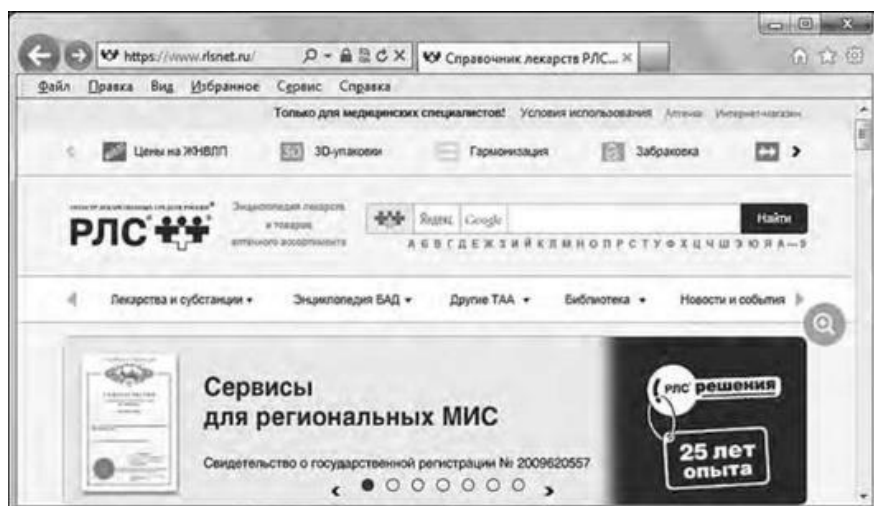 https://www.rlsnet.ru/
Справочник лекарств РЛС...
Файл Правка Вид Избранное Сервис Справка
Только для медицинских специалистов! Условия использования Аптекам Интернет-магазин
Цены на ЖНВЛП 3D 3D-упаковки Гармонизация Забраковка
РЛС®
Энциклопедия лекарств
и товаров
аптечного ассортимента
Яндекс Google Найти
А Б В Г Д Е Ж З И Й К Л М Н О П Р С Т У Ф Х Ц Ч Ш Э Ю Я A—9
Лекарства и субстанции Энциклопедия БАД Другие ТАА Библиотека Новости и события
Сервисы
для региональных МИС
Свидетельство о государственной регистрации № 2009620557
РЛС® решения
25 лет
опыта